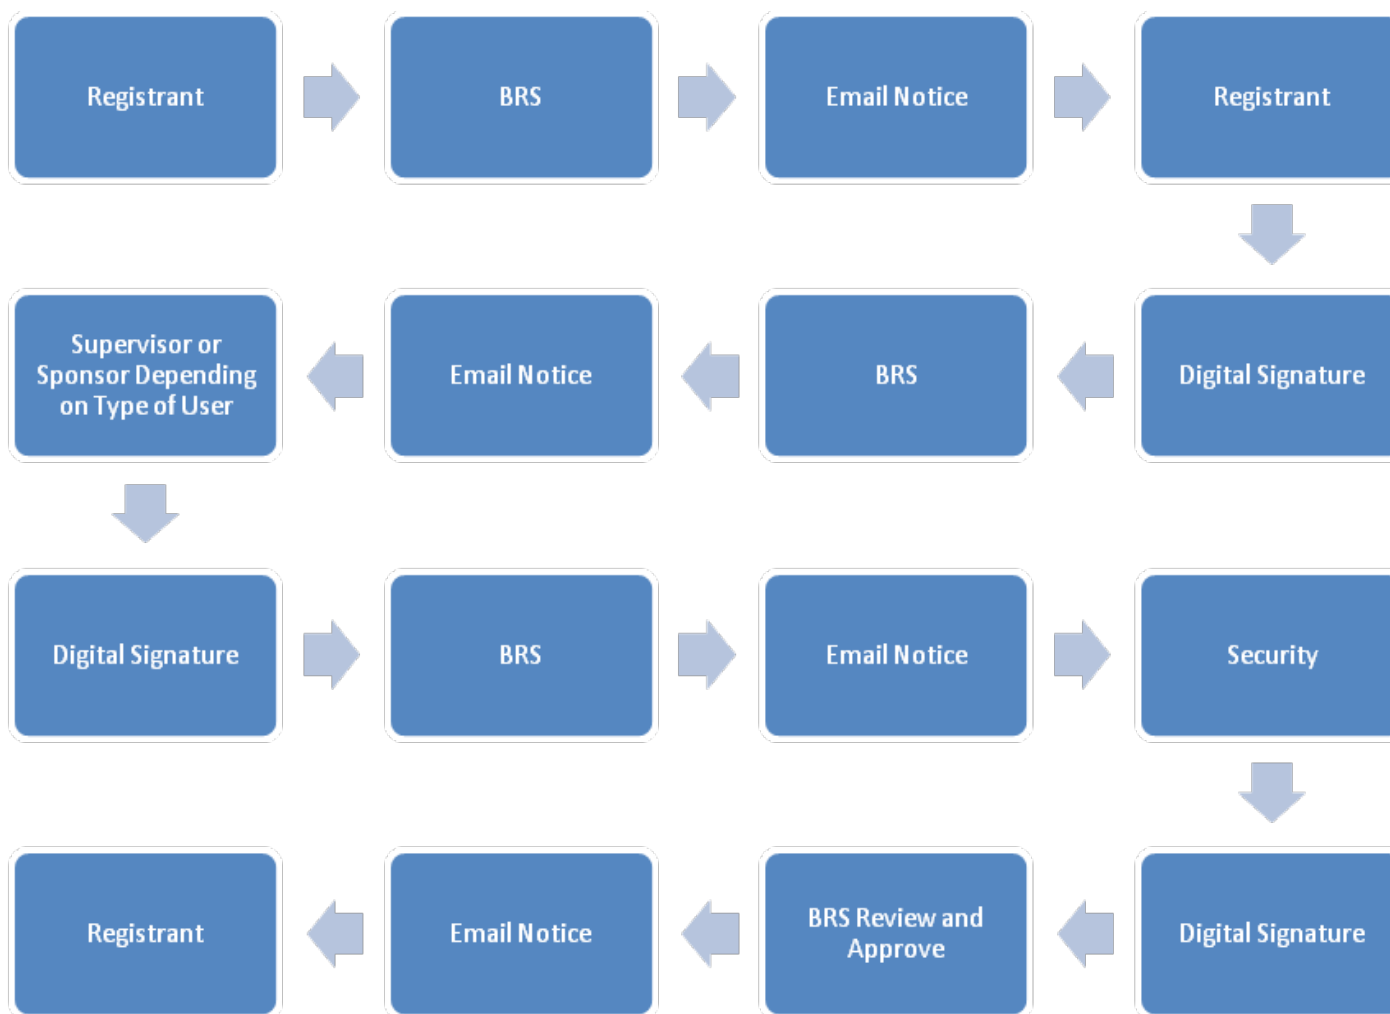 Registrant
BRS
Email Notice
Registrant
Supervisor or
Sponsor Depending
on Type of User
Email Notice
BRS
Digital Signature
Digital Signature
BRS
Email Notice
Security
Registrant
Email Notice
BRS Review and
Approve
Digital Signature